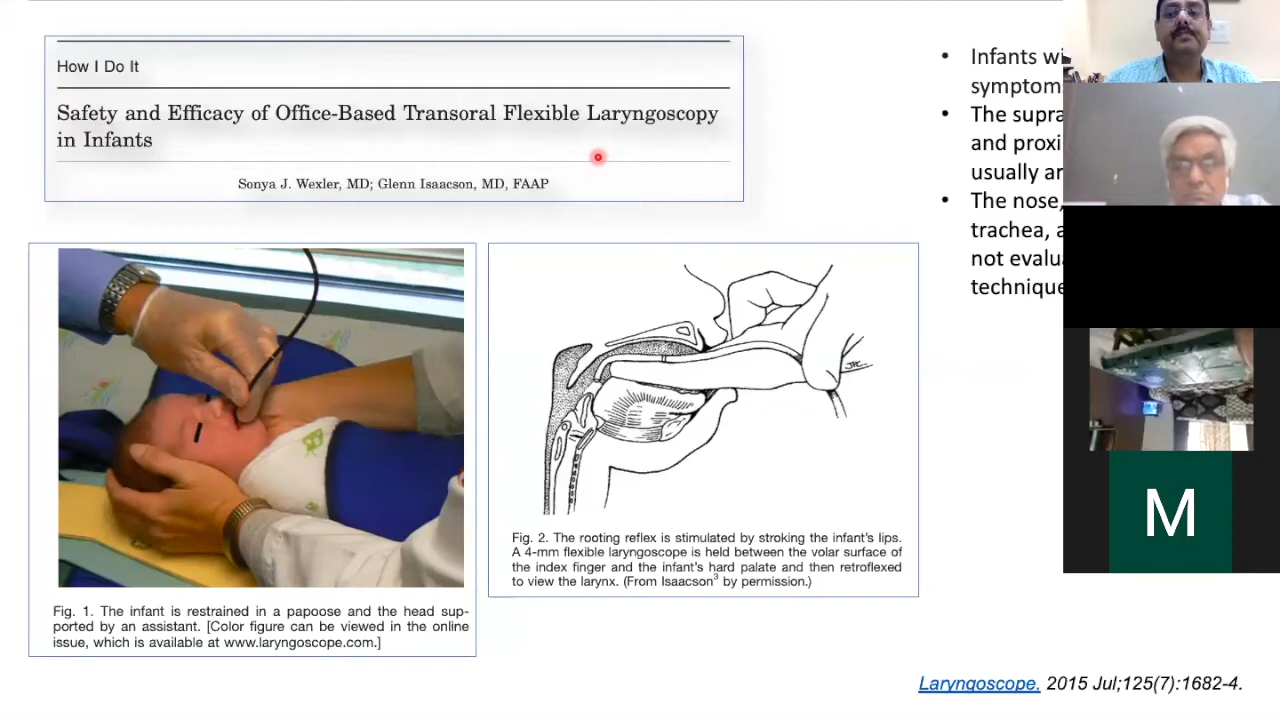 How I Do It
Safety and Efficacy of Office-Based Transoral Flexible Laryngoscopy
in Infants
Sonya J. Wexler, MD; Glenn Isaacson, MD, FAAP
Fig. 1. The infant is restrained in a papoose and the head sup-
ported by an assistant. [Color figure can be viewed in the online
issue, which is available at www.laryngoscope.com.]
Fig. 2. The rooting reflex is stimulated by stroking the infant's lips.
A 4-mm flexible laryngoscope is held between the volar surface of
the index finger and the infant's hard palate and then retroflexed
to view the larynx. (From Isaacson3 by permission.)
• Infants
symptom
• The
and
usually
• The nose,
trachea,
not
technique
M
Laryngoscope. 2015 Jul;125(7):1682-4.